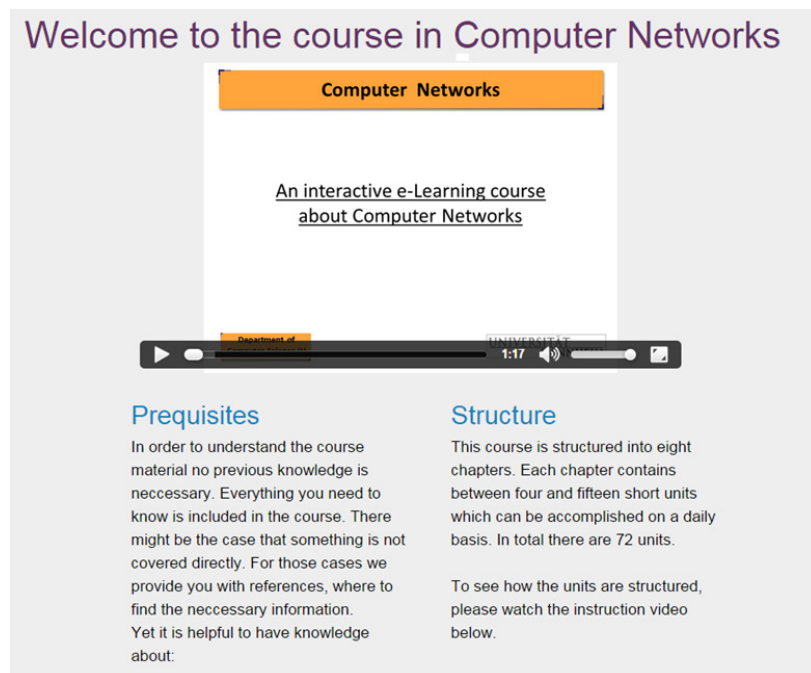 Welcome to the course in Computer Networks
Computer Networks
An interactive e-Learning course
about Computer Networks
Department of
UNIVERSITÄT
1:17
Prequisites
In order to understand the course
material no previous knowledge is
neccessary. Everything you need to
know is included in the course. There
might be the case that something is not
covered directly. For those cases we
provide you with references, where to
find the neccessary information.
Yet it is helpful to have knowledge
about:
Structure
This course is structured into eight
chapters. Each chapter contains
between four and fifteen short units
which can be accomplished on a daily
basis. In total there are 72 units.
To see how the units are structured,
please watch the instruction video
below.